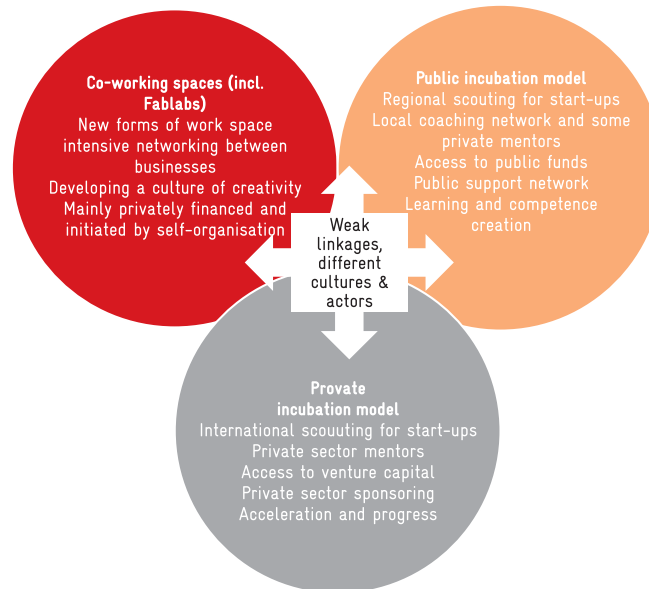 Co-working spaces (incl.
Fablabs)
New forms of work space
intensive networking between
businesses
Developing a culture of creativity
Mainly privately financed and
initiated by self-organisation
Public incubation model
Regional scouting for start-ups
Local coaching network and some
private mentors
Access to public funds
Public support network
Learning and competence
creation
Weak
linkages,
different
cultures &
actors
Provate
incubation model
International scouuting for start-ups
Private sector mentors
Access to venture capital
Private sector sponsoring
Acceleration and progress